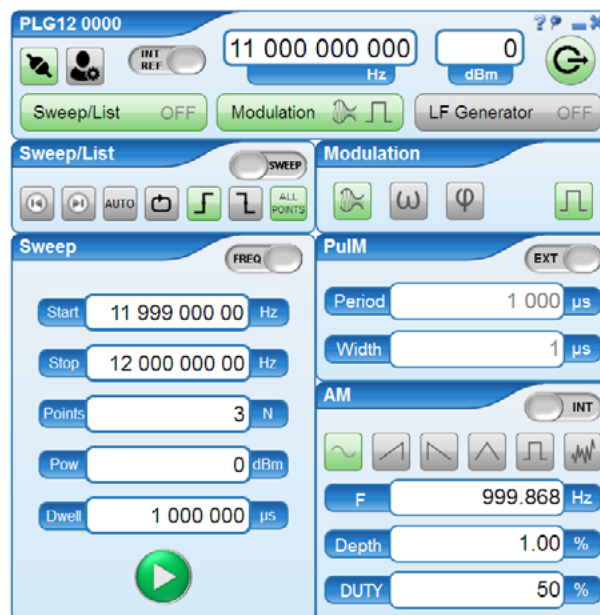 PLG12 0000
INT REF
11 000 000 000
Hz
0
dBm
Sweep/List OFF
Modulation
LF Generator OFF
Sweep/List
SWEEP
AUTO
ALL POINTS
Modulation
ω
φ
Sweep
FREQ
Start 11 999 000 00 Hz
Stop 12 000 000 00 Hz
Points 3 N
Pow 0 dBm
Dwell 1 000 000 µs
PulM
EXT
Period 1 000 µs
Width 1 µs
AM
INT
F 999.868 Hz
Depth 1.00 %
DUTY 50 %